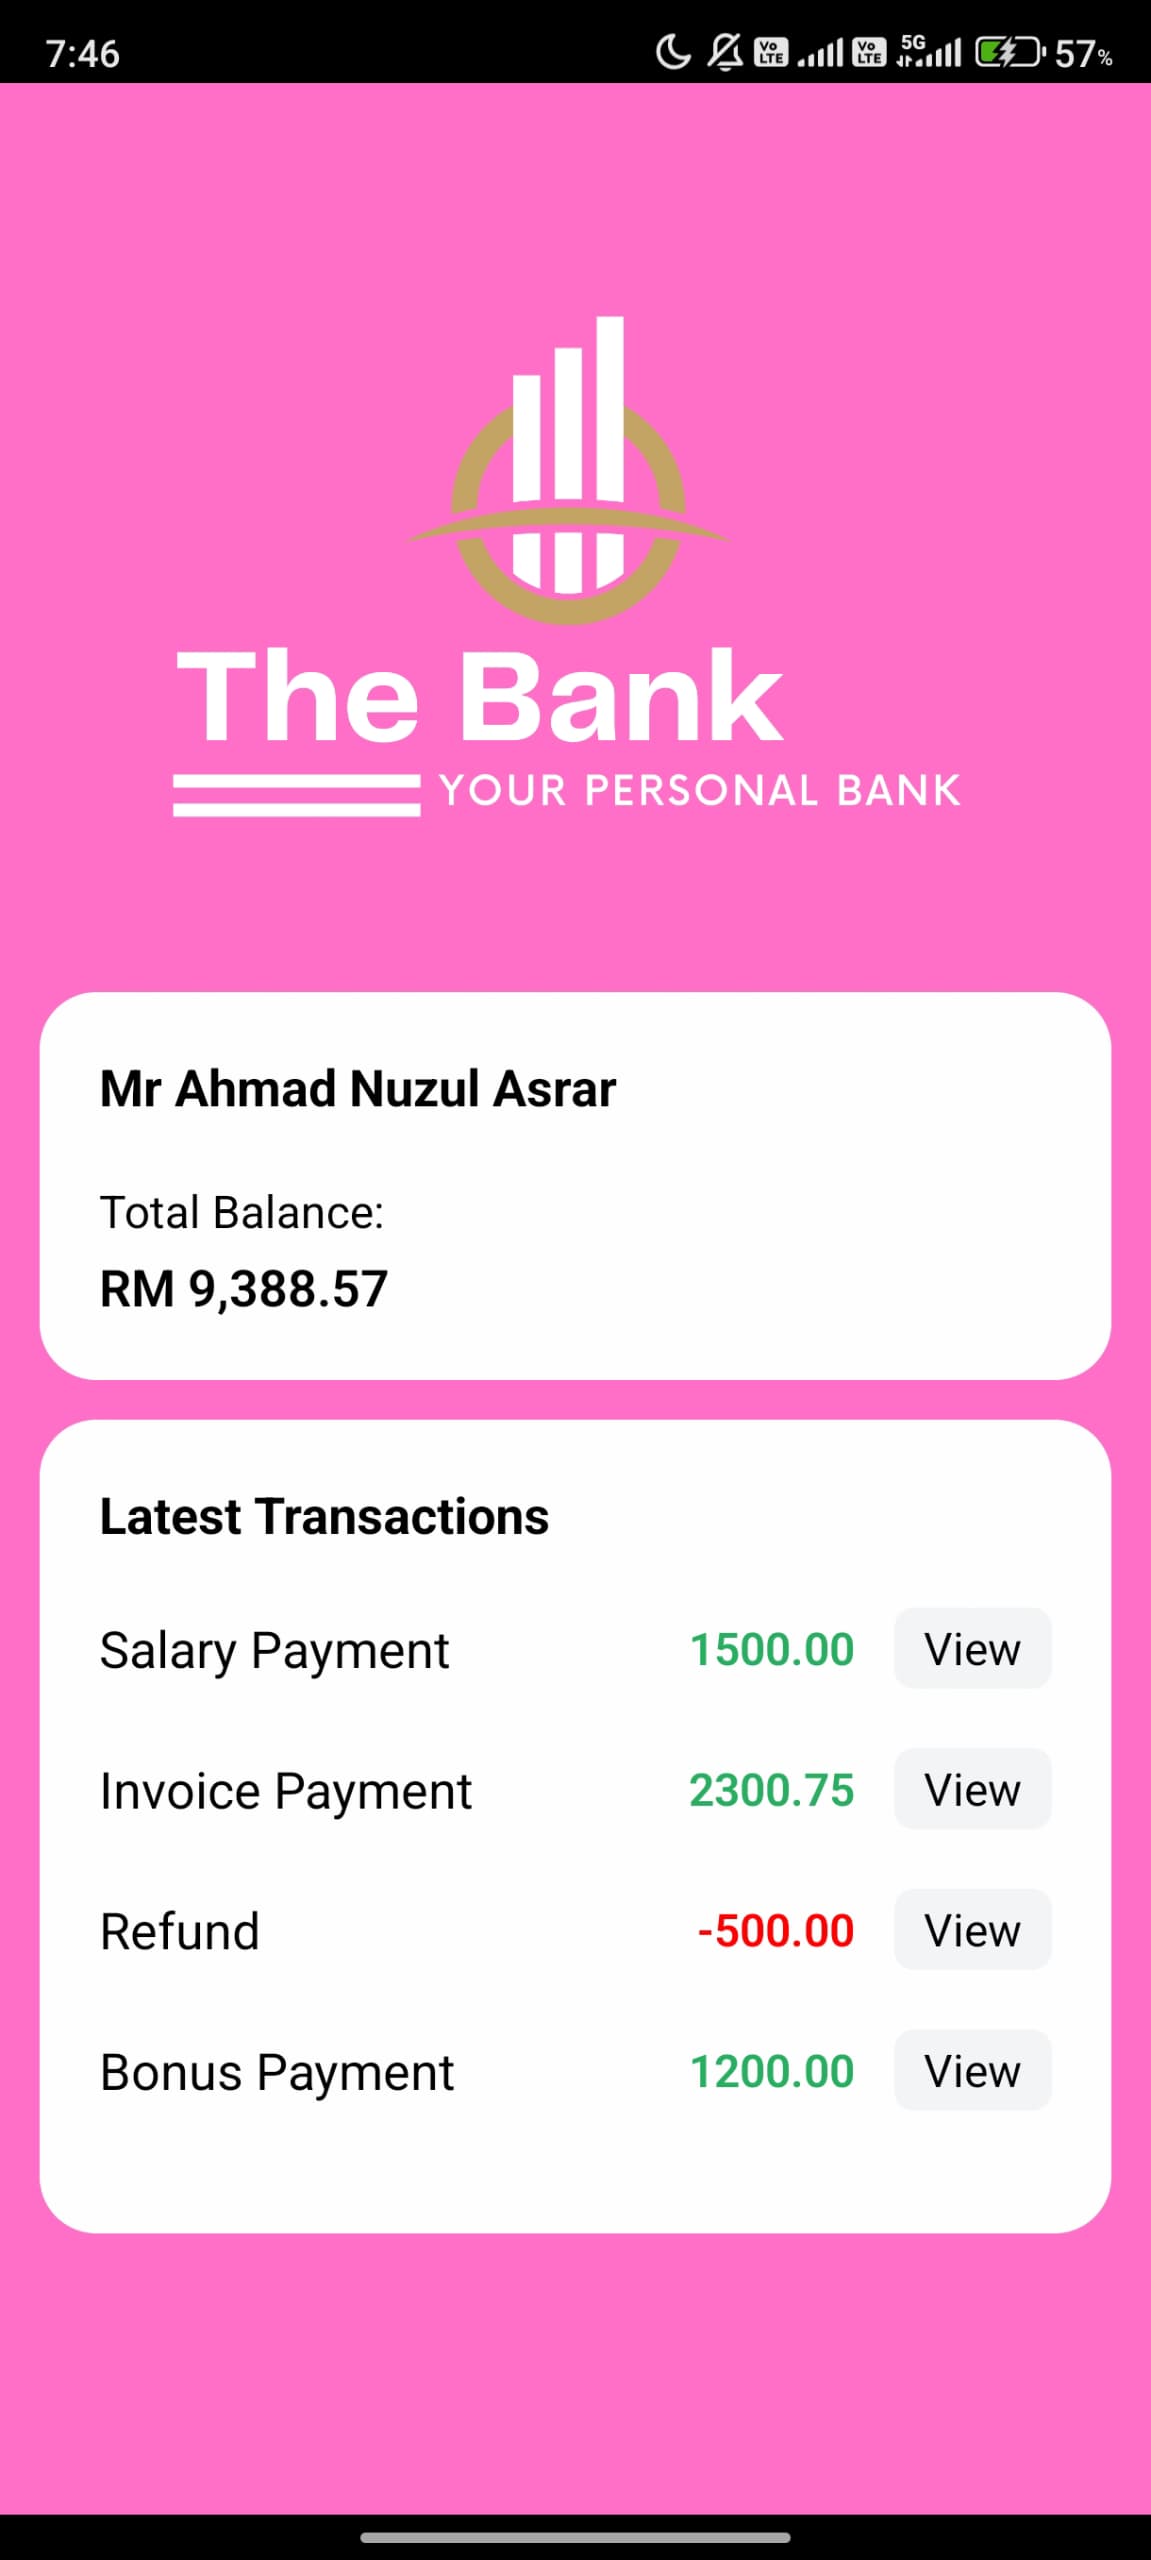 7:46
Vo LTE Vo LTE 5G 57%
The Bank
YOUR PERSONAL BANK
Mr Ahmad Nuzul Asrar
Total Balance:
RM 9,388.57
Latest Transactions
Salary Payment 1500.00 View
Invoice Payment 2300.75 View
Refund -500.00 View
Bonus Payment 1200.00 View